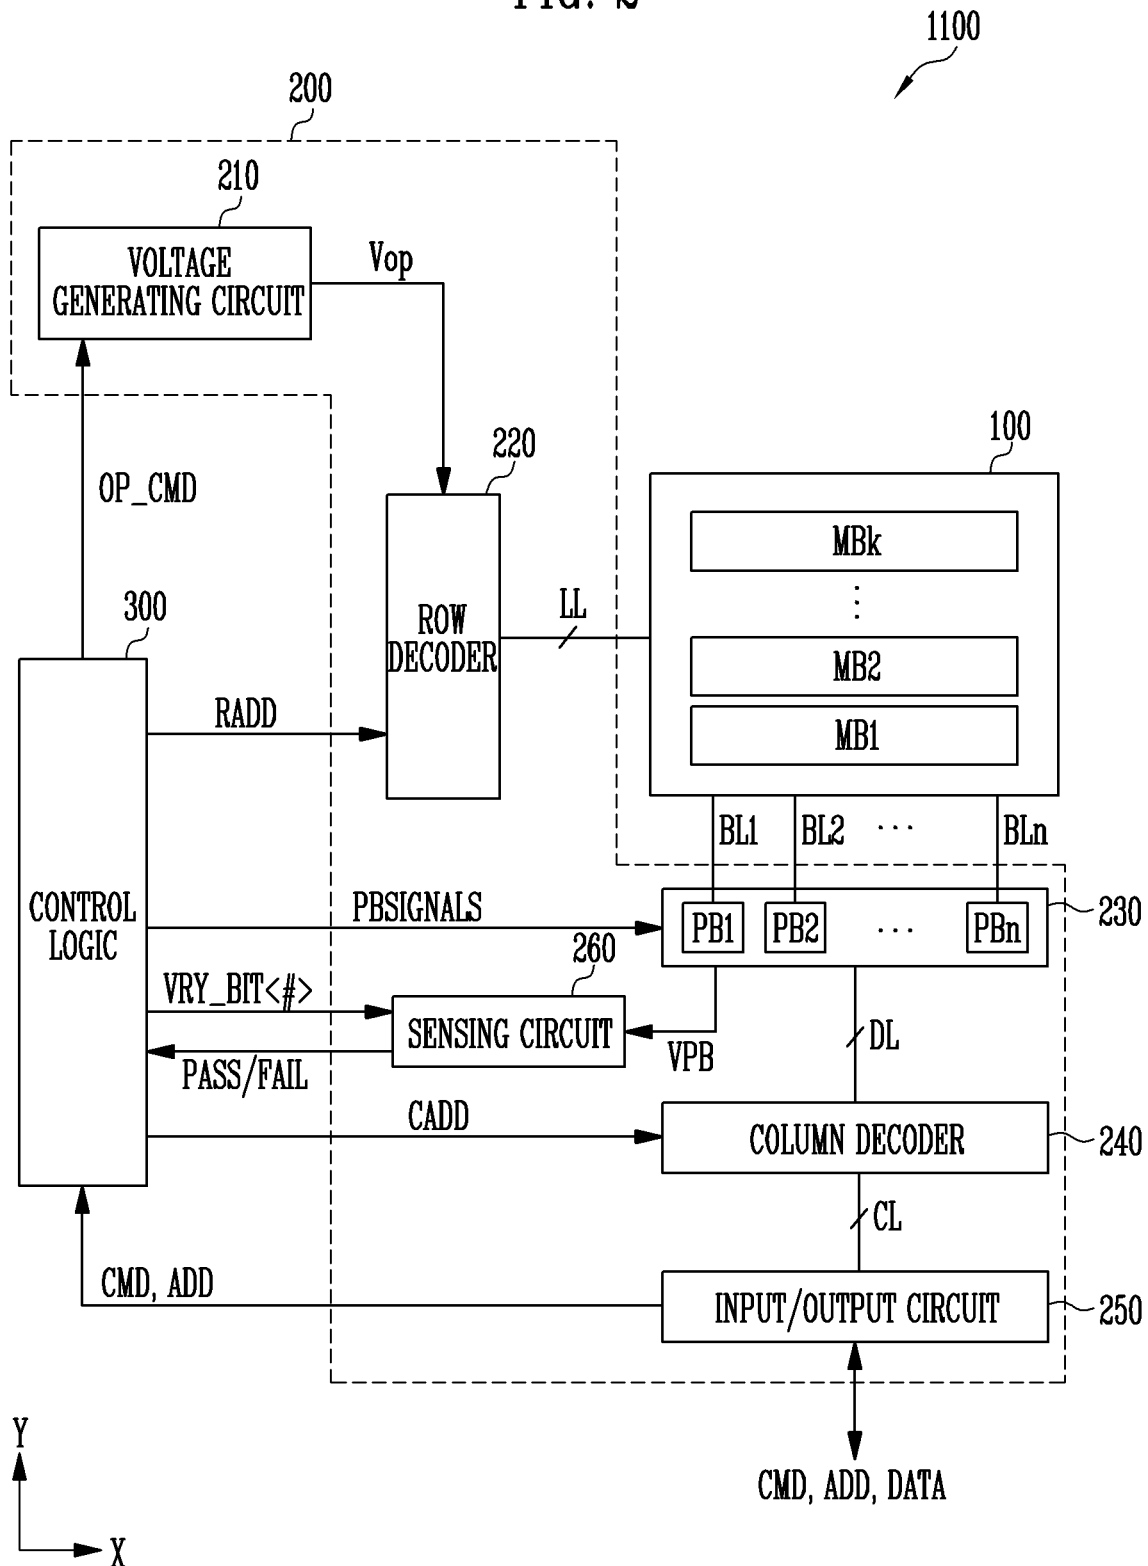 FIG. 2
1100
200
210
VOLTAGE
GENERATING CIRCUIT
Vop
OP_CMD
220
ROW
DECODER
100
MBk
⋮
MB2
MB1
LL
300
CONTROL
LOGIC
RADD
BL1
BL2
...
BLn
PBSIGNALS
PB1
PB2
...
PBn
230
VRY_BIT<#>
260
SENSING CIRCUIT
VPB
DL
PASS/FAIL
CADD
COLUMN DECODER
240
CL
CMD, ADD
INPUT/OUTPUT CIRCUIT
250
CMD, ADD, DATA
Y
X